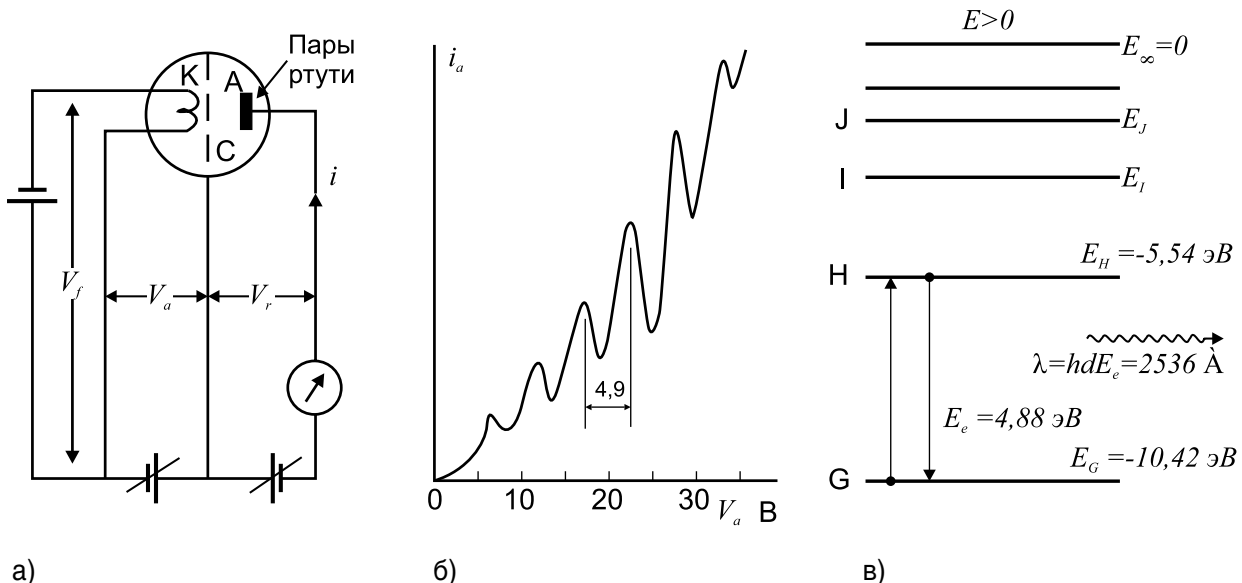 Пары
ртути
K
A
C
i
V_f
V_a
V_r
а)
i_a
4,9
0
10
20
30
V_a В
б)
E>0
E_∞=0
J
E_J
I
E_I
H
E_H =-5,54 эВ
λ=hdE_e=2536 À
E_e =4,88 эВ
G
E_G =-10,42 эВ
в)